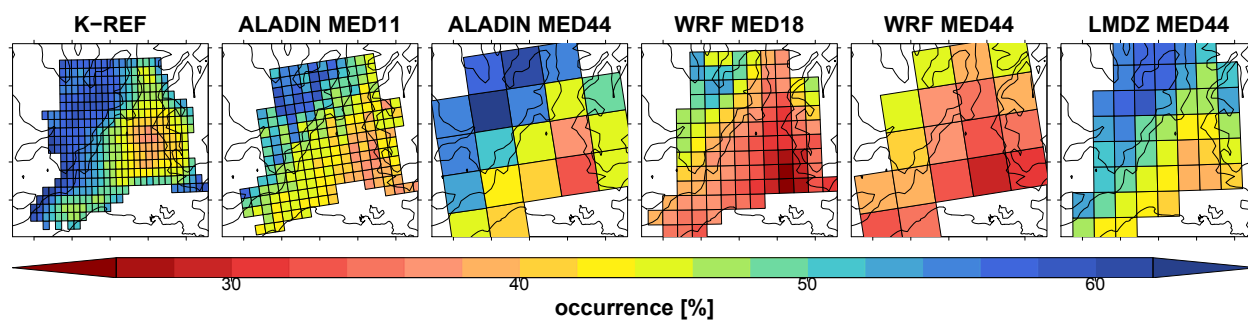 K−REF ALADIN MED11 ALADIN MED44 WRF MED18 WRF MED44 LMDZ MED44
30 40 50 60
occurrence [%]